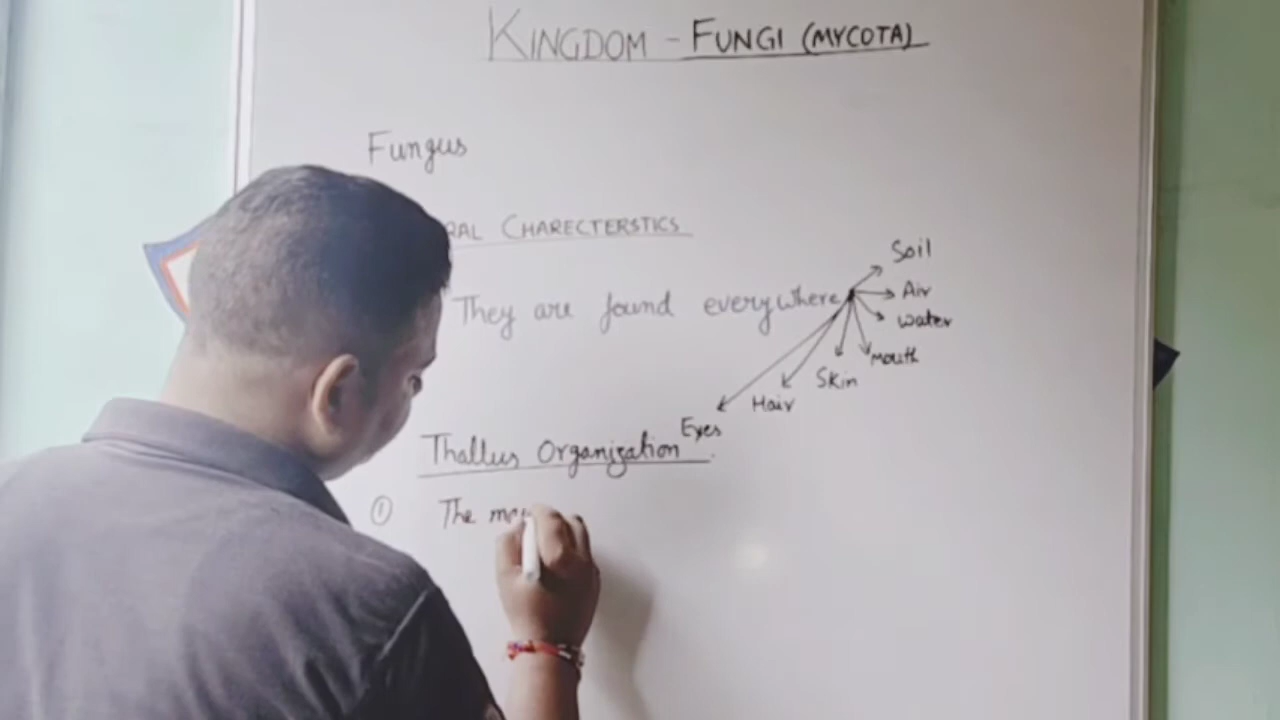 KINGDOM - FUNGI (MYCOTA)
Fungus
RAL CHARECTERSTICS
They are found everywhere
Soil
Air
water
Mouth
Skin
Hair
Eyes
Thallus Organization.
① The